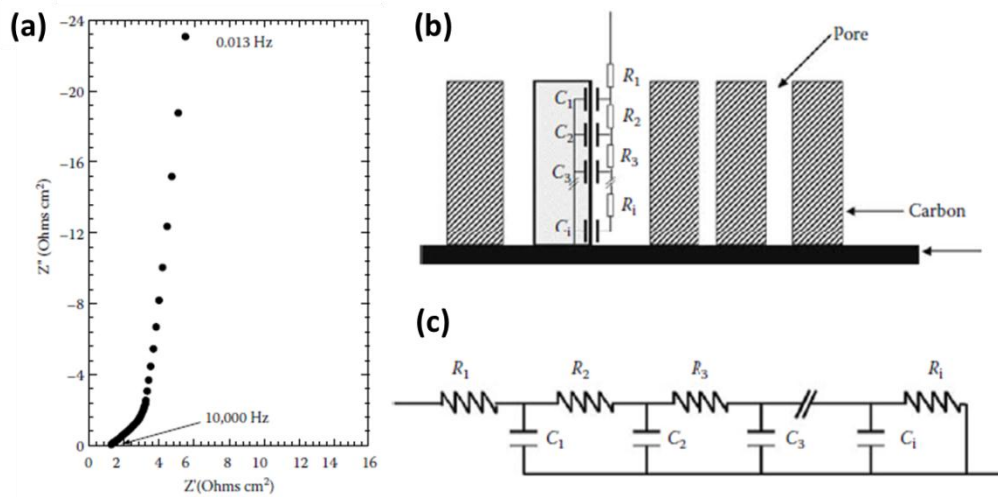 (a)
-24
-20
-16
-12
-8
-4
0
Z" (Ohms cm²)
0.013 Hz
10,000 Hz
0 2 4 6 8 10 12 14 16
Z'(Ohms cm²)
(b)
Pore
R₁
C₁
R₂
C₂
R₃
C₃
Rᵢ
Cᵢ
Carbon
(c)
R₁ R₂ R₃ Rᵢ
C₁ C₂ C₃ Cᵢ